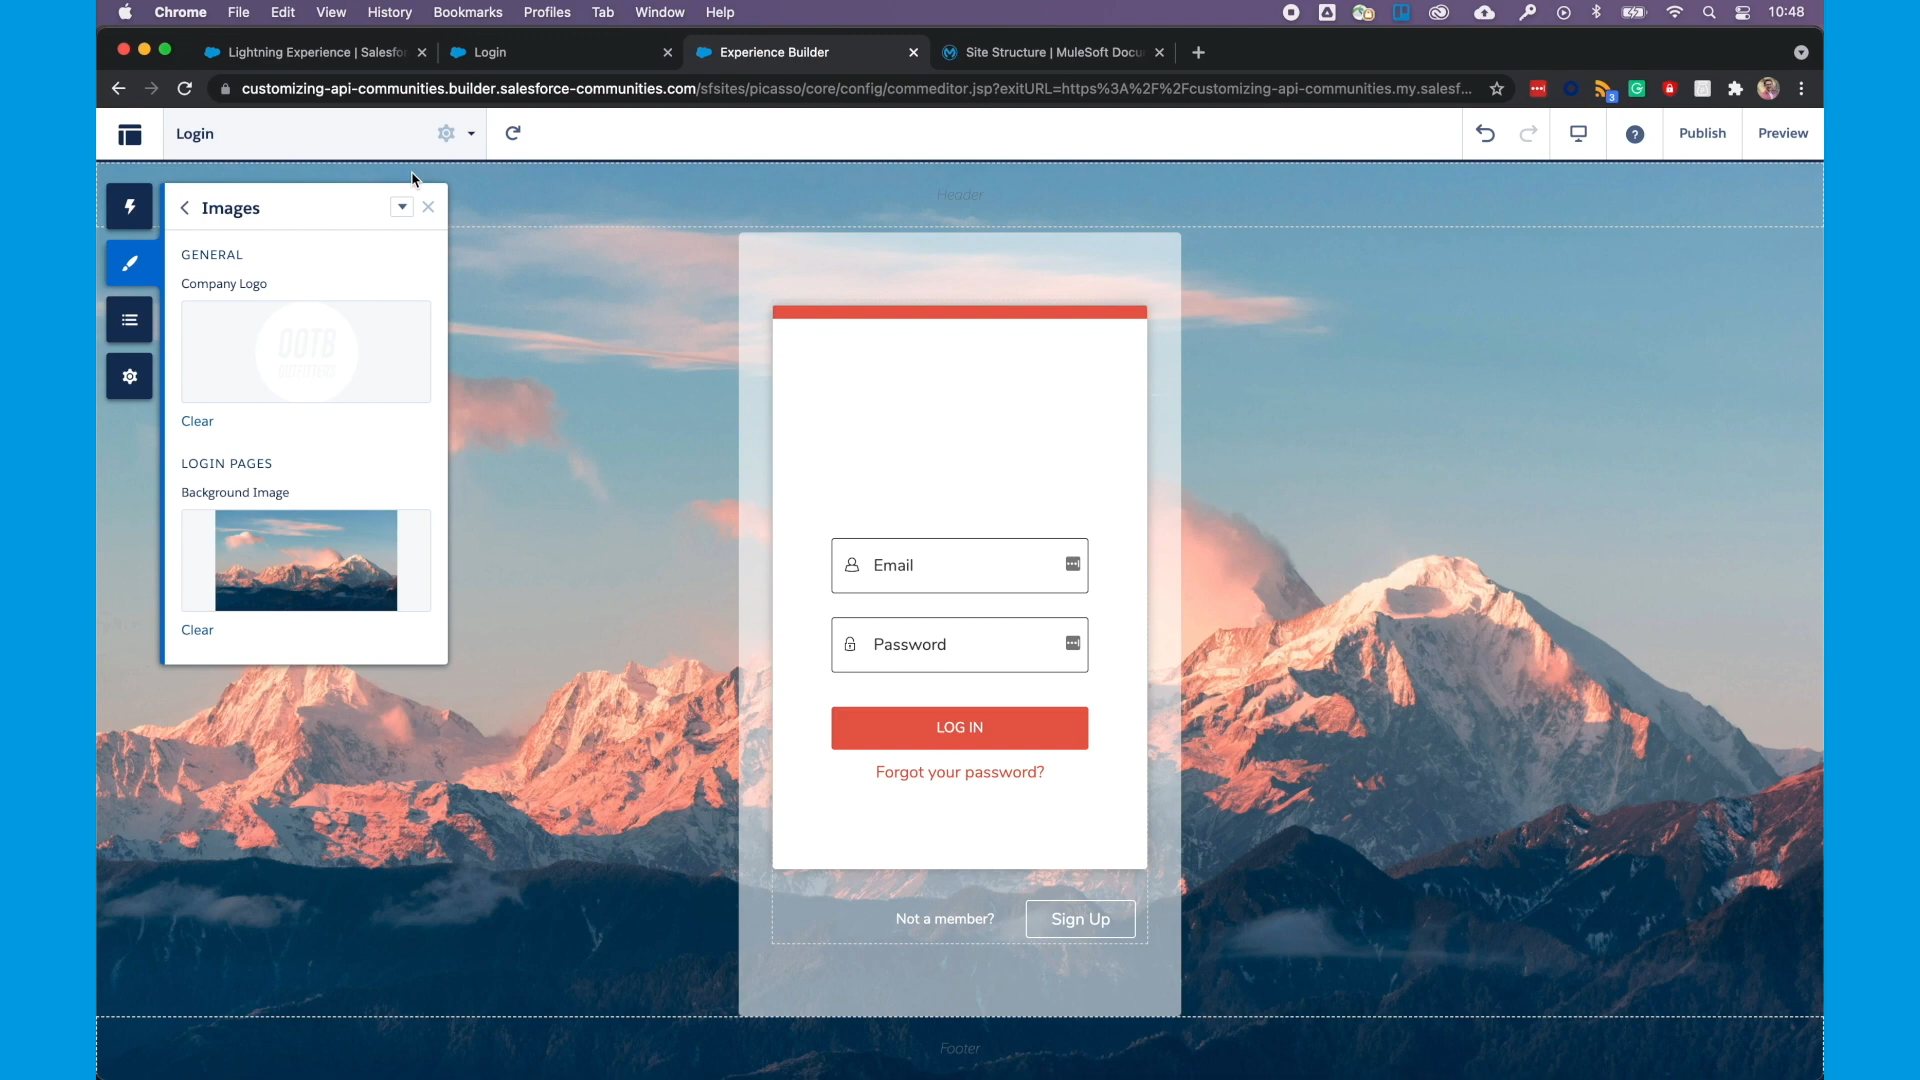 Chrome File Edit View History Bookmarks Profiles Tab Window Help 10:48
Lightning Experience | Salesfo
Login
Experience Builder
Site Structure | MuleSoft Docu
customizing-api-communities.builder.salesforce-communities.com/sfsites/picasso/core/config/commeditor.jsp?exitURL=https%3A%2F%2Fcustomizing-api-communities.my.salesf...
3
Login
?
Publish
Preview
Header
Images
GENERAL
Company Logo
OOTB
OUTFITTERS
Clear
LOGIN PAGES
Background Image
Clear
Email
Password
LOG IN
Forgot your password?
Not a member?
Sign Up
Footer